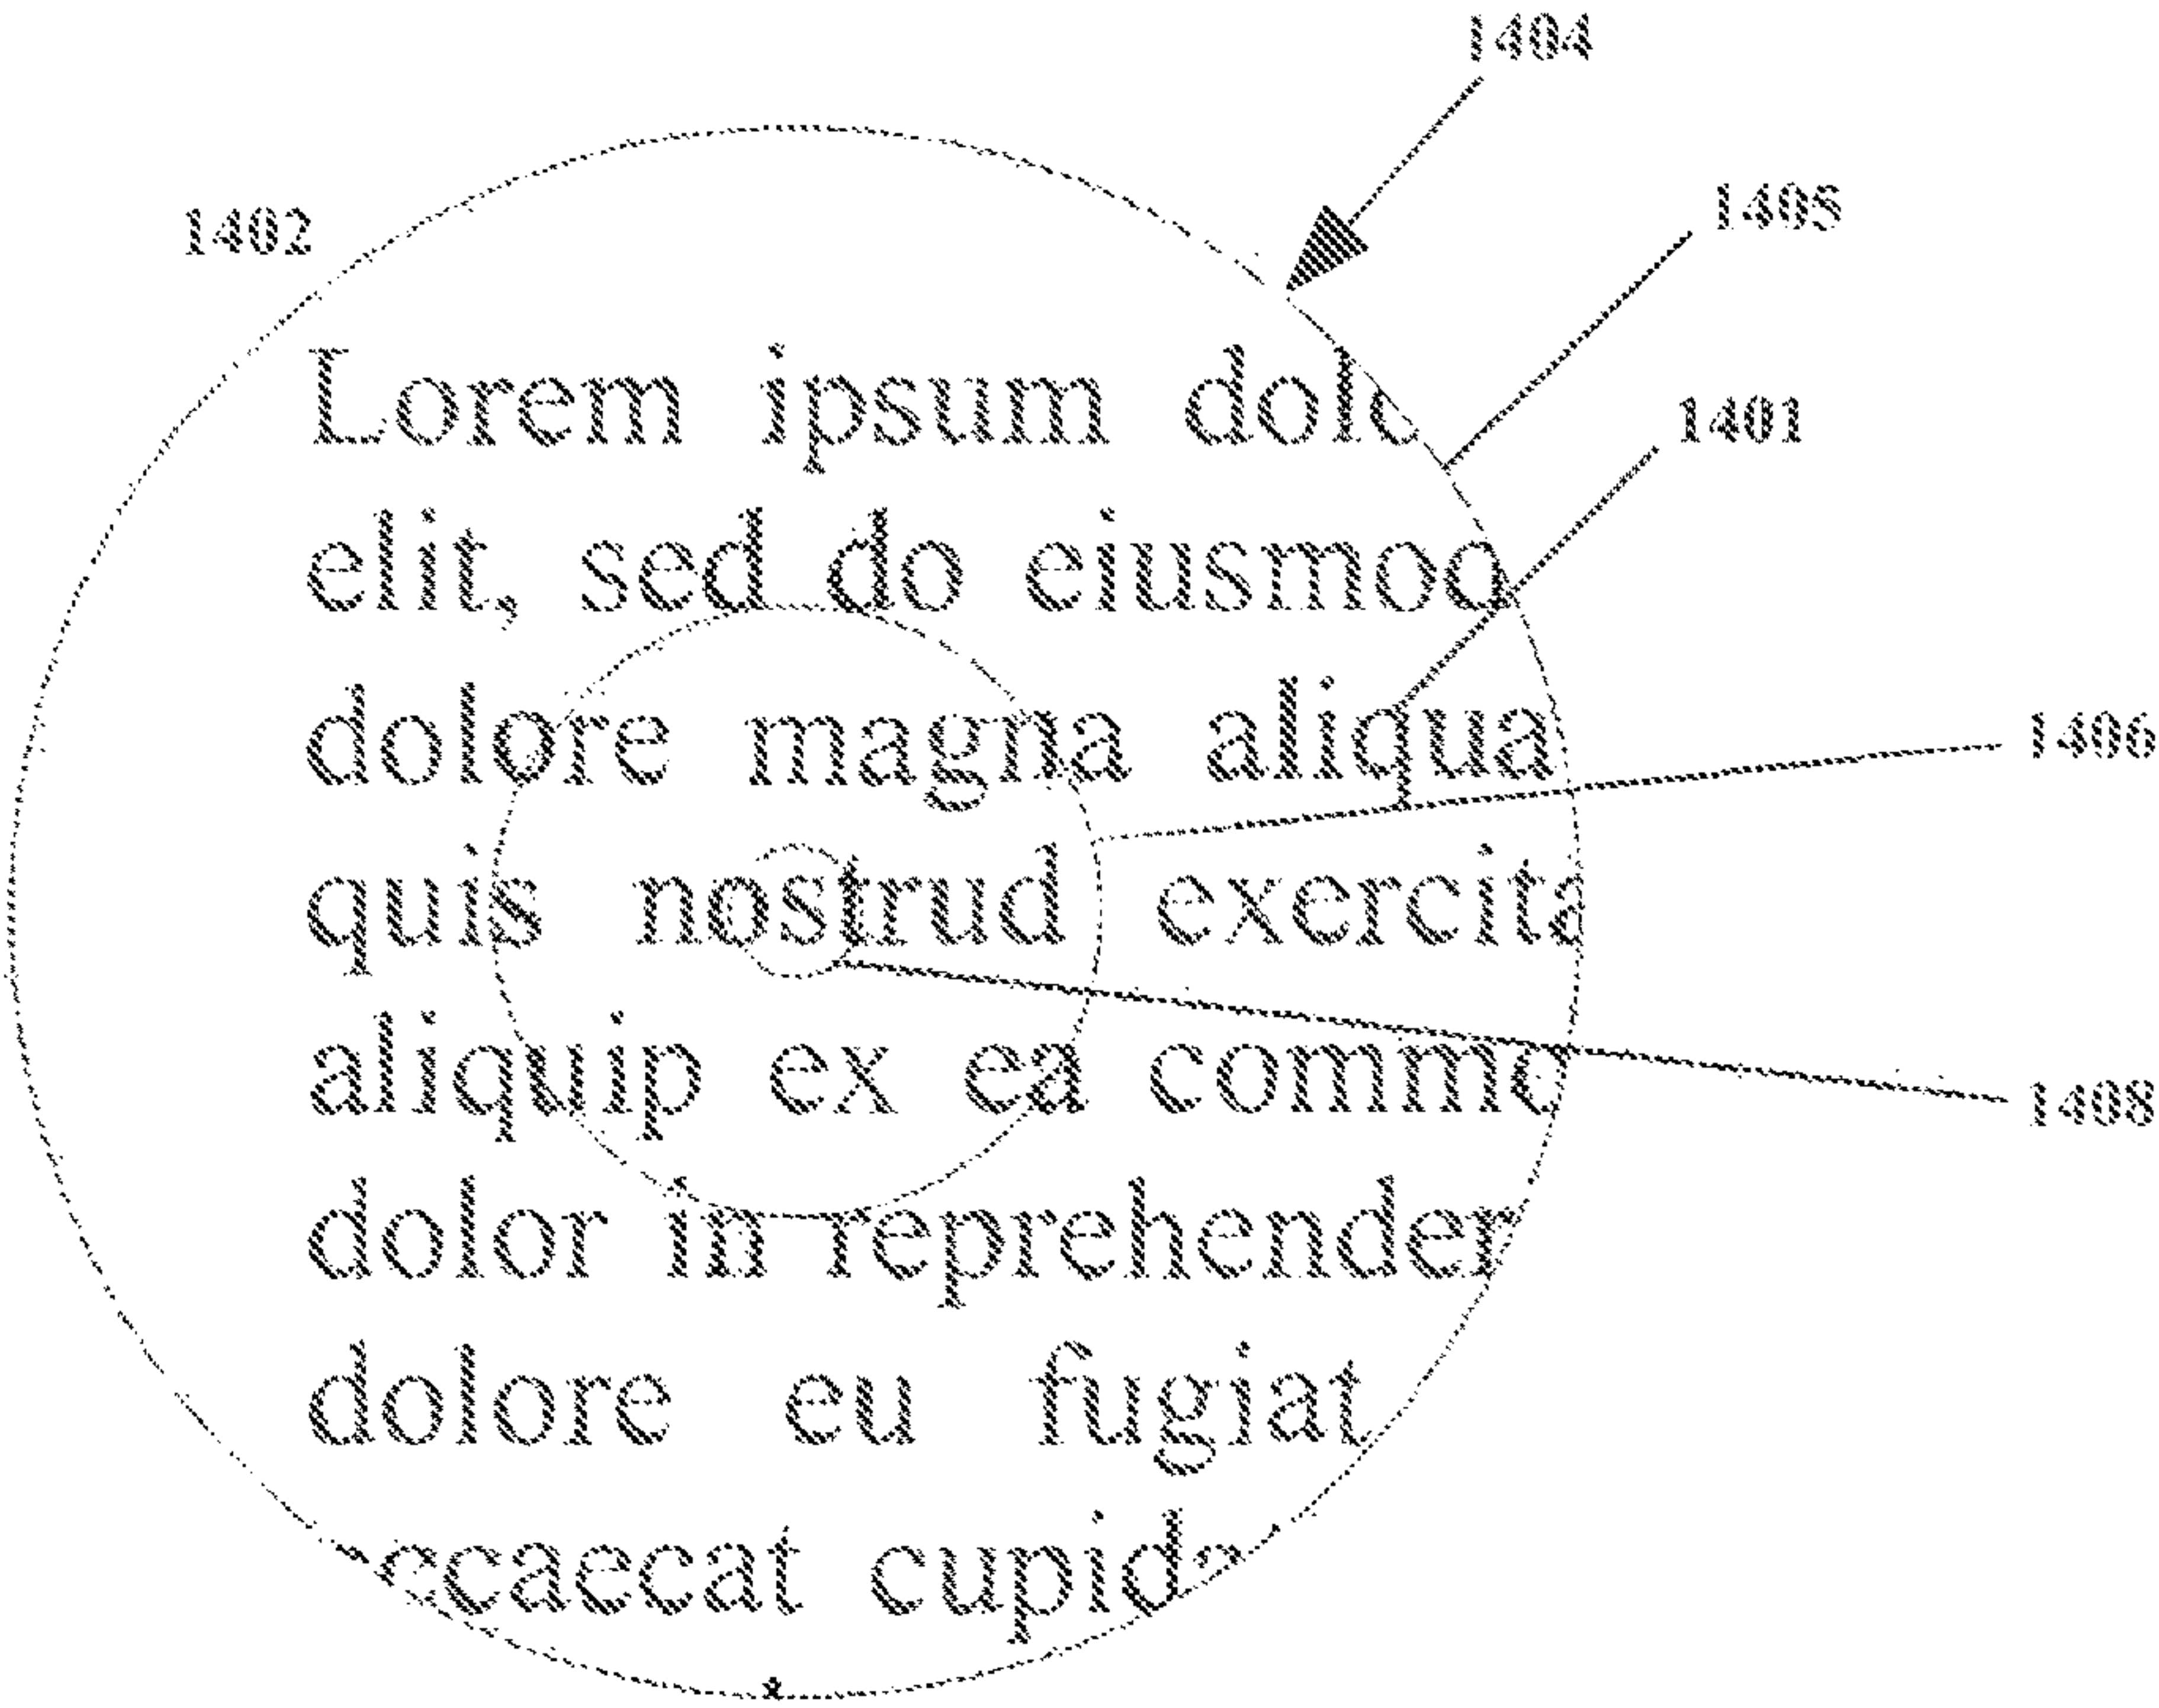 1404
1405
1402
Lorem ipsum dolo
1401
elit, sed do eiusmod
dolore magna aliqua
1406
quis nostrud exercita
aliquip ex ea commo
1408
dolor in reprehender
dolore eu fugiat
ccaecat cupida